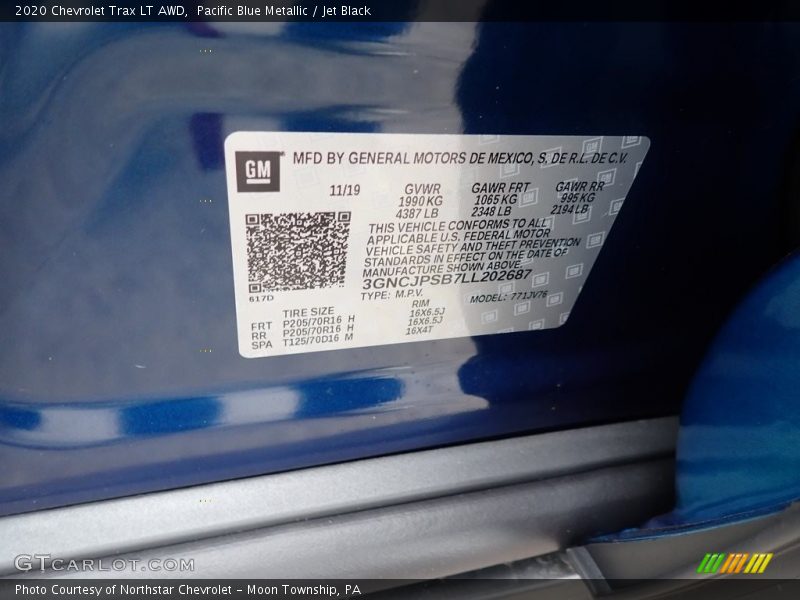 2020 Chevrolet Trax LT AWD, Pacific Blue Metallic / Jet Black
GM
MFD BY GENERAL MOTORS DE MEXICO, S. DE R.L. DE C.V.
11/19 GVWR GAWR FRT GAWR RR
1990 KG 1065 KG 995 KG
4387 LB 2348 LB 2194 LB
THIS VEHICLE CONFORMS TO ALL
APPLICABLE U.S. FEDERAL MOTOR
VEHICLE SAFETY AND THEFT PREVENTION
STANDARDS IN EFFECT ON THE DATE OF
MANUFACTURE SHOWN ABOVE.
3GNCJPSB7LL202687
617D
TYPE: M.P.V. MODEL: 771JV76
TIRE SIZE RIM
FRT P205/70R16 H 16X6.5J
RR P205/70R16 H 16X6.5J
SPA T125/70D16 M 16X4T
GTCARLOT.COM
Photo Courtesy of Northstar Chevrolet - Moon Township, PA